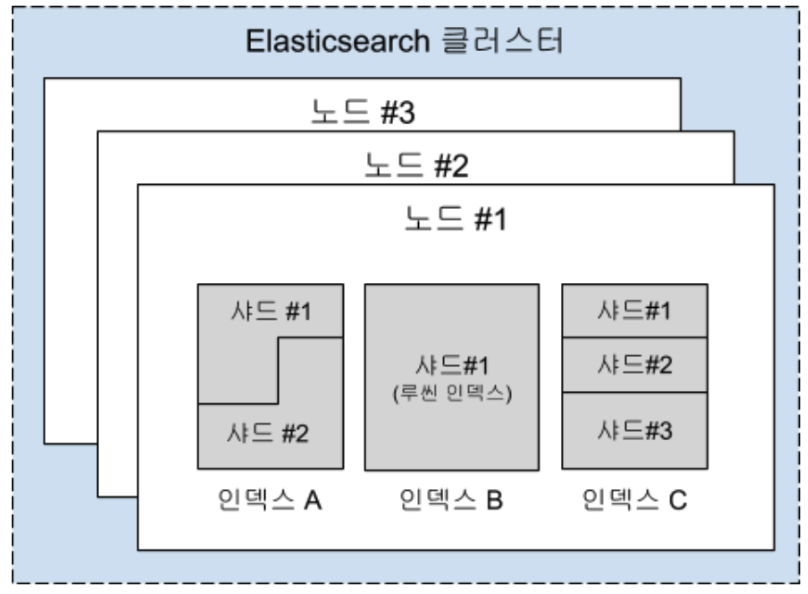 Elasticsearch 클러스터
노드 #3
노드 #2
노드 #1
샤드 #1
샤드 #2
샤드#1
(루씬 인덱스)
샤드#1
샤드#2
샤드#3
인덱스 A
인덱스 B
인덱스 C